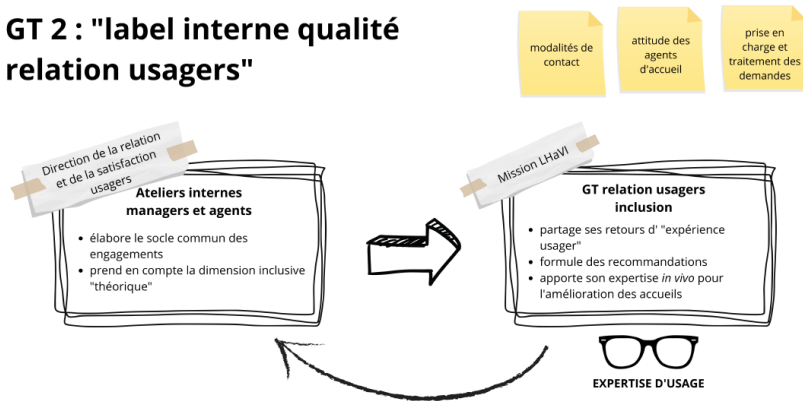 GT 2 : "label interne qualité
relation usagers"
modalités de
contact
attitude des
agents
d'accueil
prise en
charge et
traitement des
demandes
Direction de la relation
et de la satisfaction
usagers
Ateliers internes
managers et agents
• élabore le socle commun des
engagements
• prend en compte la dimension inclusive
"théorique"
Mission LHaVI
GT relation usagers
inclusion
• partage ses retours d' "expérience
usager"
• formule des recommandations
• apporte son expertise in vivo pour
l'amélioration des accueils
EXPERTISE D'USAGE